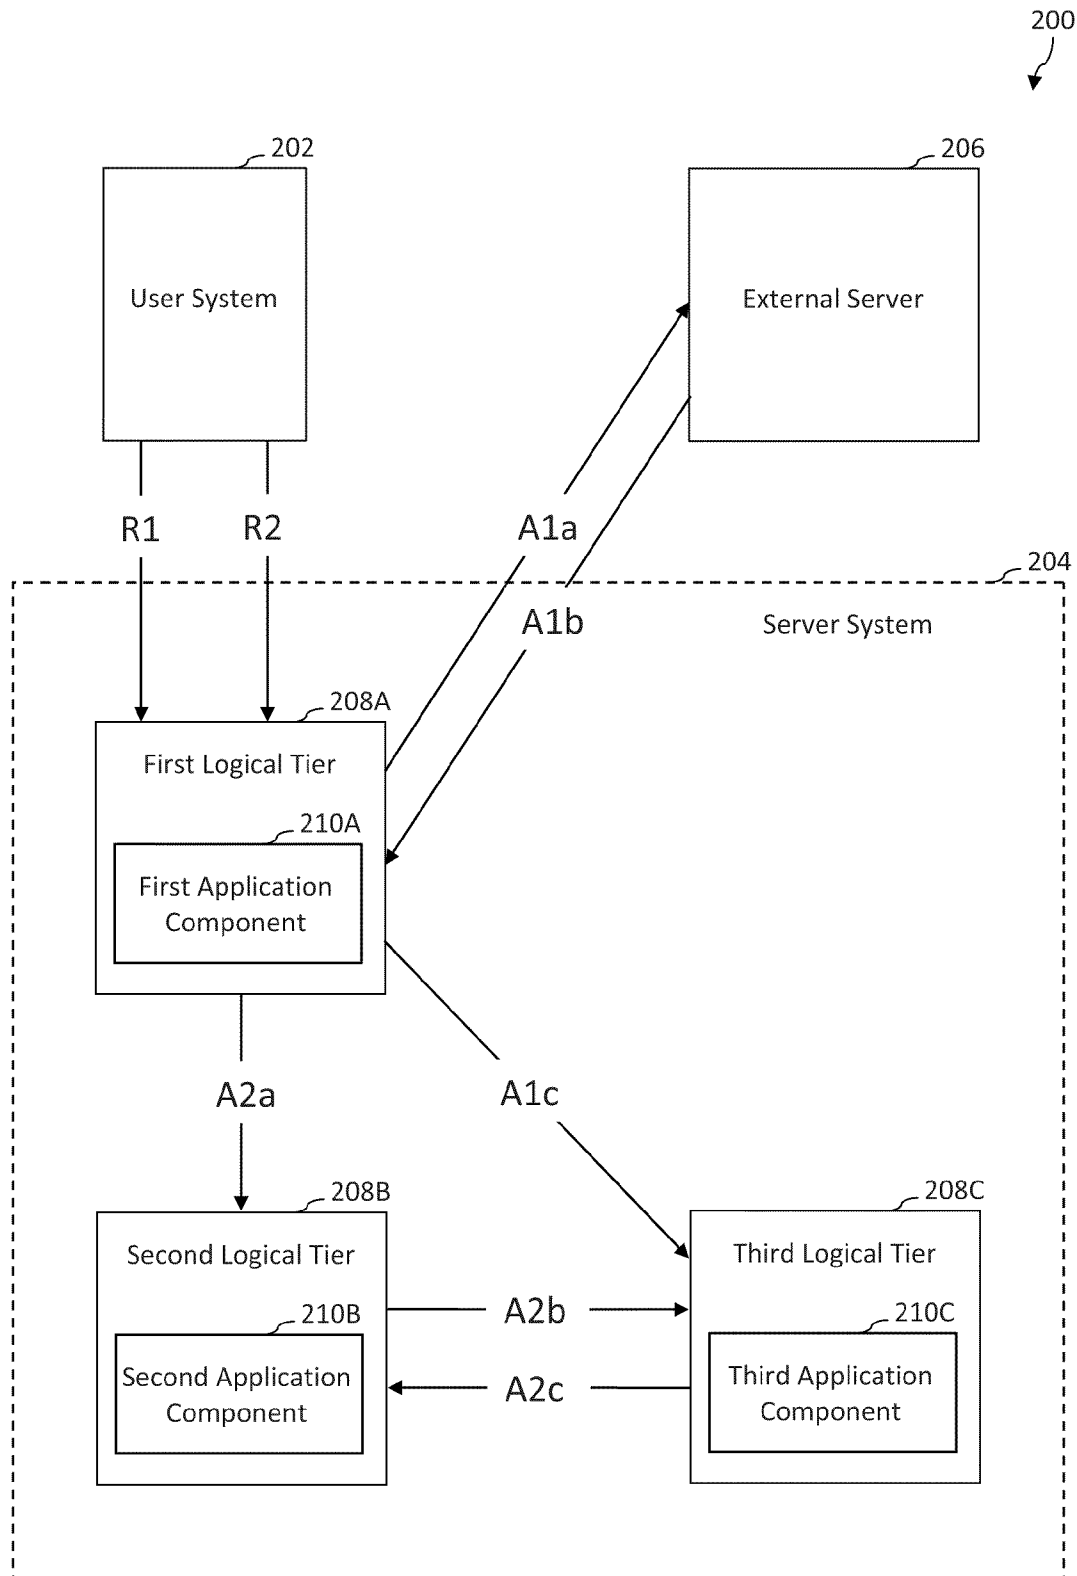 200
202
206
User System
External Server
R1
R2
A1a
204
A1b
Server System
208A
First Logical Tier
210A
First Application
Component
A2a
A1c
208B
208C
Second Logical Tier
Third Logical Tier
A2b
210B
210C
Second Application
Component
A2c
Third Application
Component